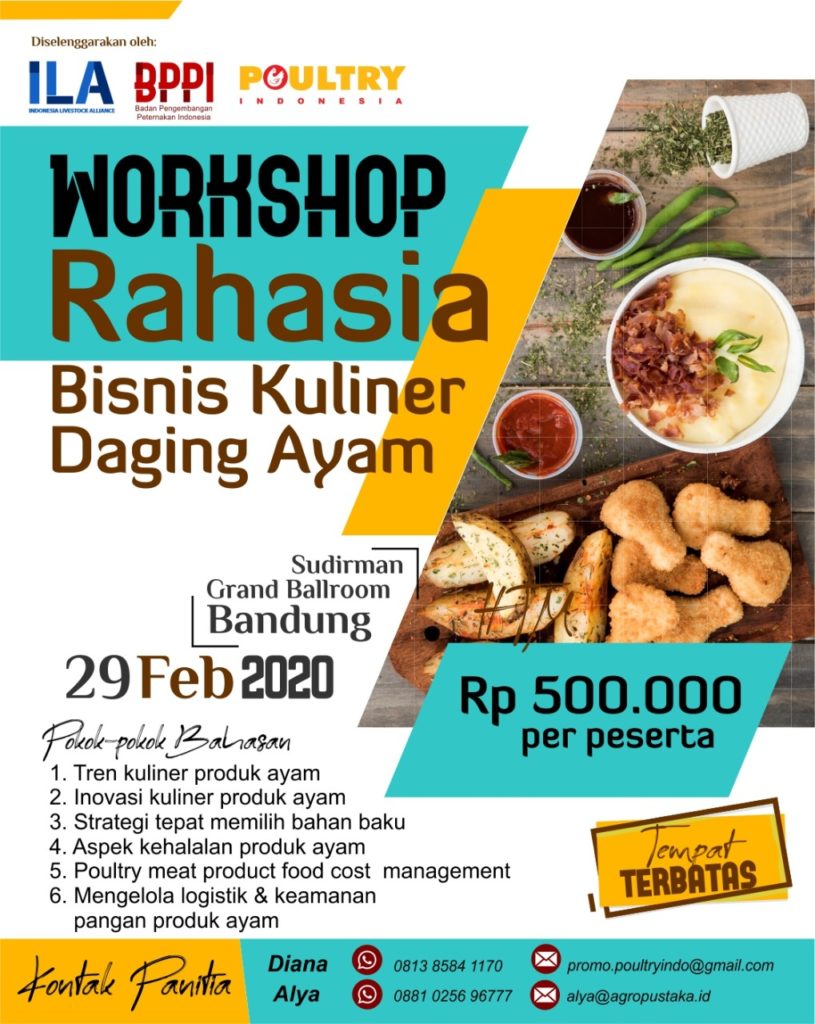 Diselenggarakan oleh:
ILA
INDONESIA LIVESTOCK ALLIANCE
BPPI
Badan Pengembangan
Peternakan Indonesia
POULTRY
INDONESIA
WORKSHOP
Rahasia
Bisnis Kuliner
Daging Ayam
Sudirman
Grand Ballroom
Bandung
29 Feb 2020
HTM
Rp 500.000
per peserta
Pokok-pokok Bahasan
1. Tren kuliner produk ayam
2. Inovasi kuliner produk ayam
3. Strategi tepat memilih bahan baku
4. Aspek kehalalan produk ayam
5. Poultry meat product food cost management
6. Mengelola logistik & keamanan
pangan produk ayam
Tempat
TERBATAS
Kontak Panitia
Diana 0813 8584 1170 promo.poultryindo@gmail.com
Alya 0881 0256 96777 alya@agropustaka.id